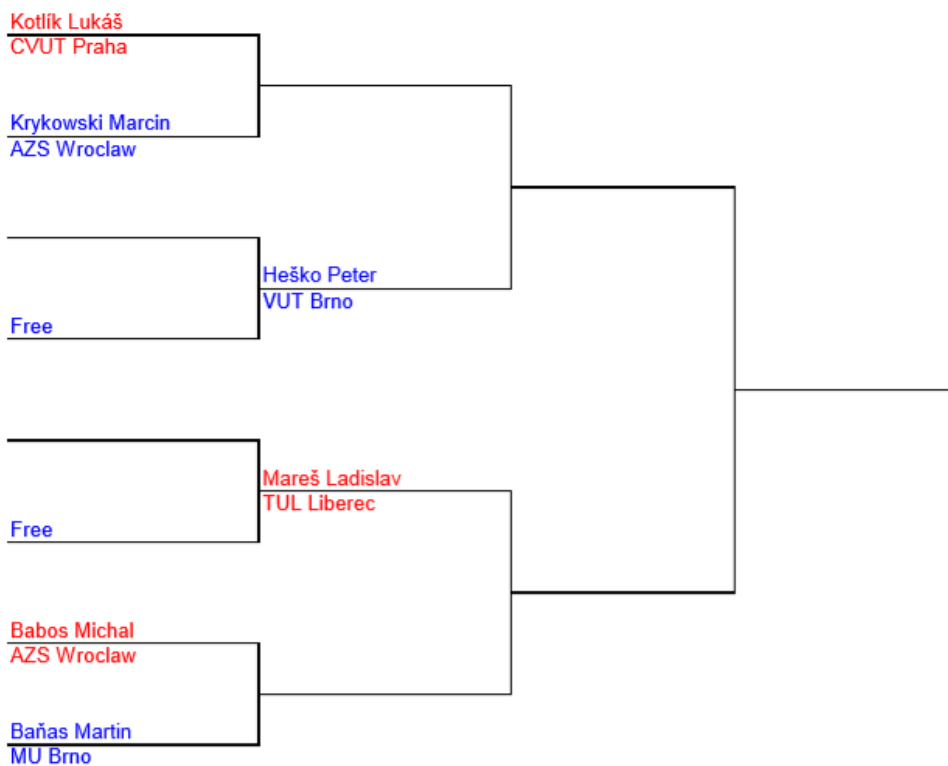 Kotlík Lukáš
CVUT Praha
Krykowski Marcin
AZS Wroclaw
Heško Peter
VUT Brno
Free
Mareš Ladislav
TUL Liberec
Free
Babos Michal
AZS Wroclaw
Baňas Martin
MU Brno